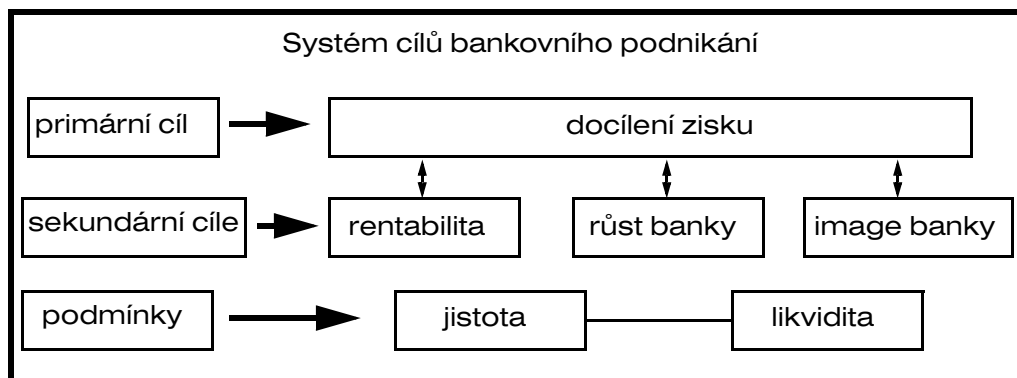 Systém cílů bankovního podnikání
primární cíl
docílení zisku
sekundární cíle
rentabilita
růst banky
image banky
podmínky
jistota
likvidita